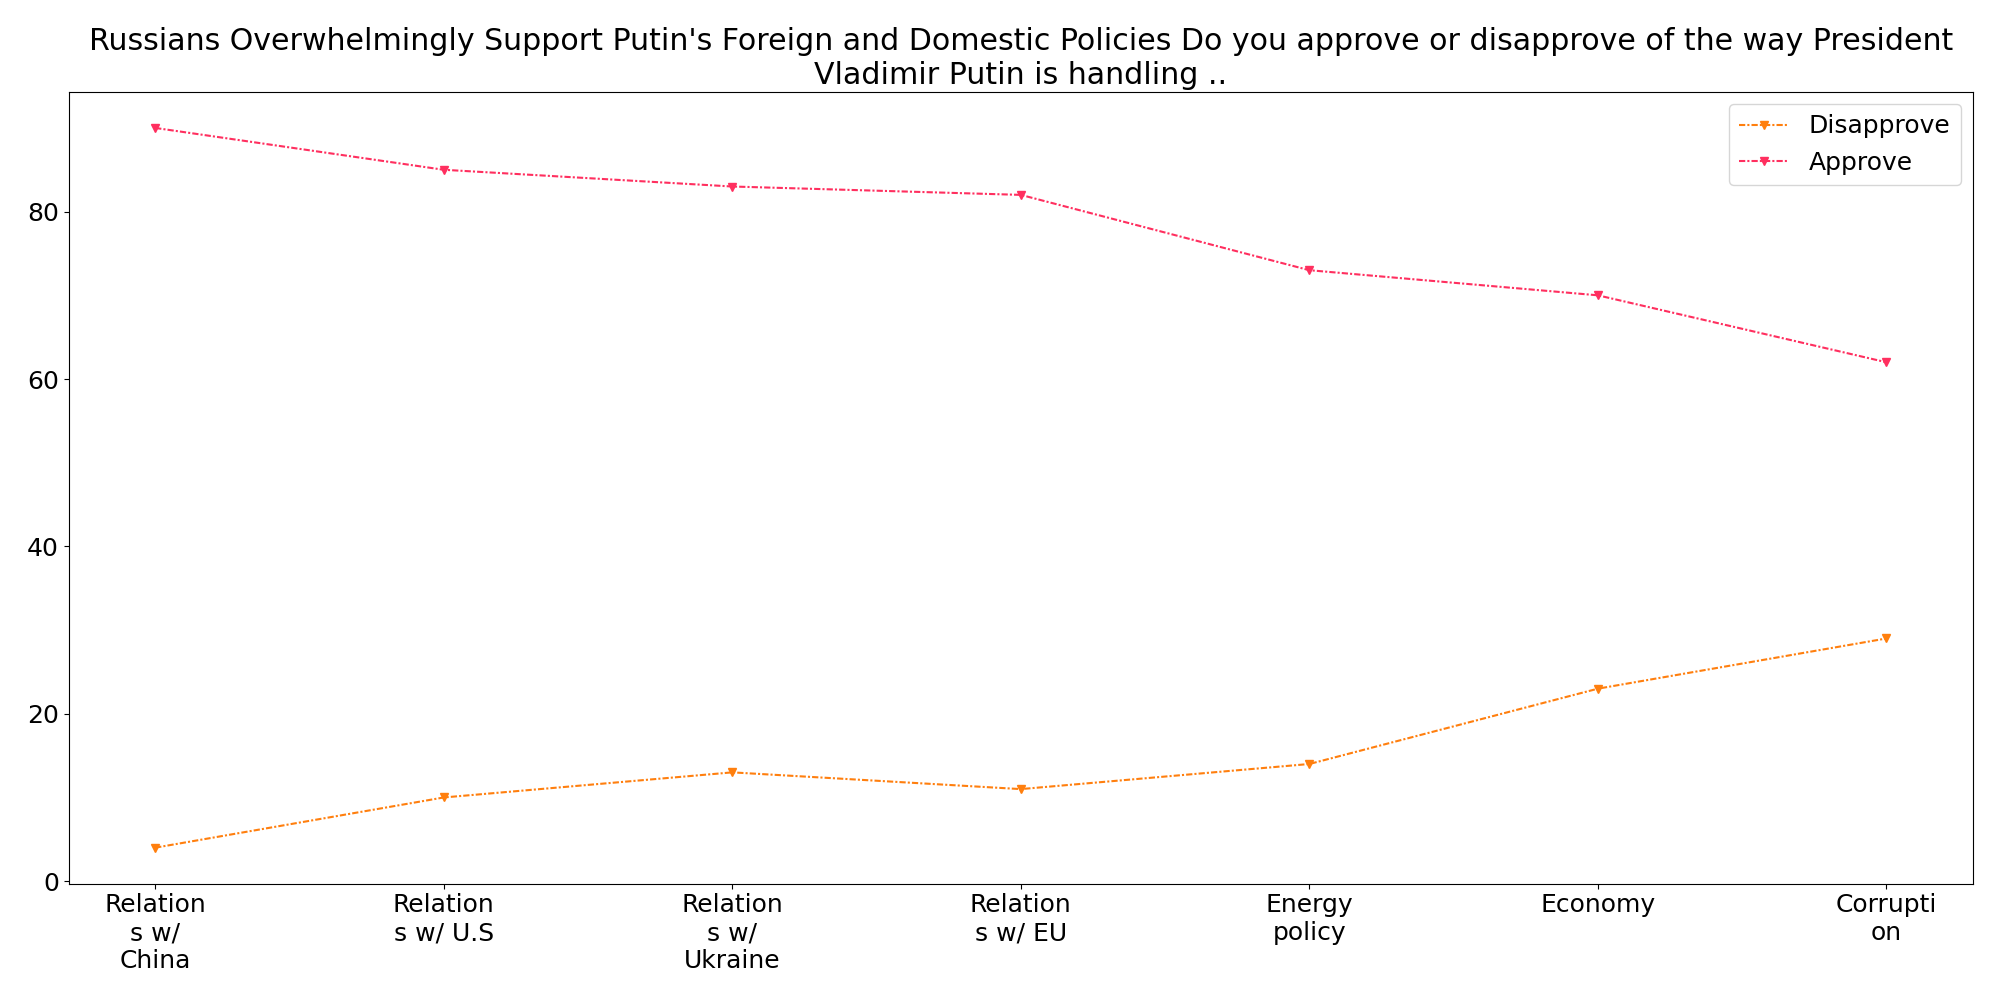 Russians Overwhelmingly Support Putin's Foreign and Domestic Policies Do you approve or disapprove of the way President
Vladimir Putin is handling ..
Disapprove
Approve
80
60
40
20
0
Relation
s w/
China
Relation
s w/ U.S
Relation
s w/
Ukraine
Relation
s w/ EU
Energy
policy
Economy
Corrupti
on